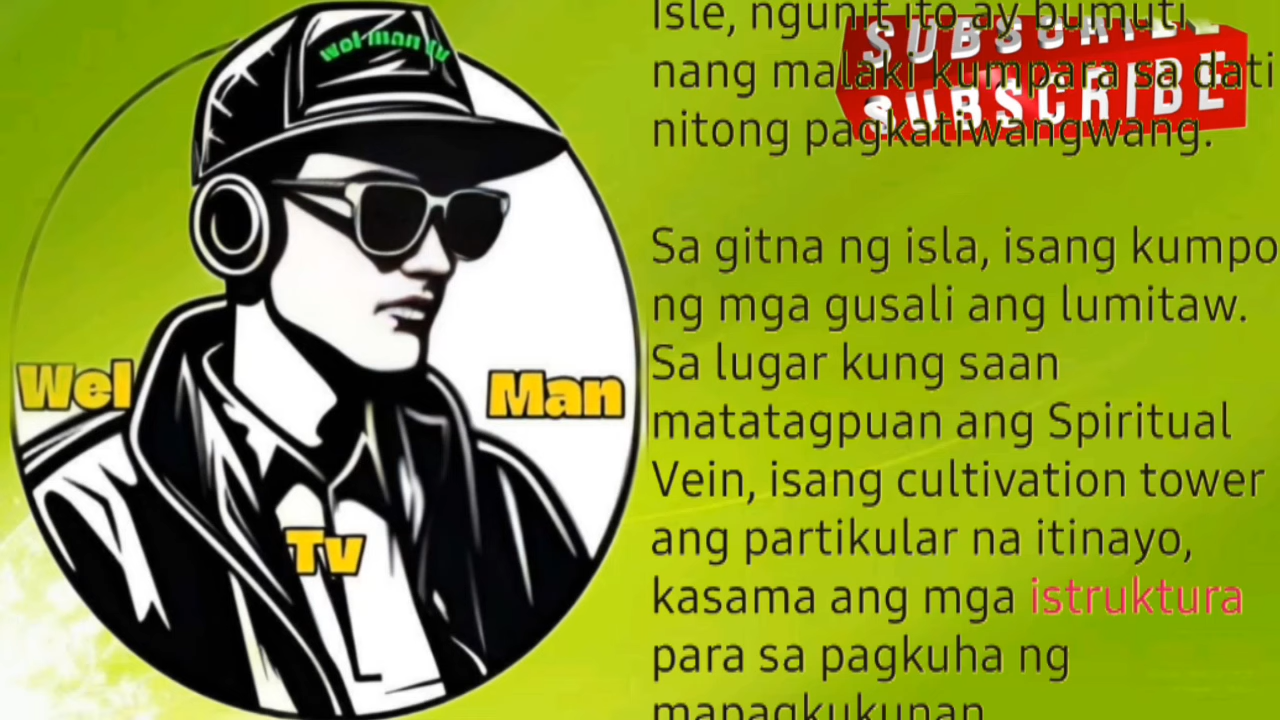 wel man tv
Wel
Man
Tv
SUBSCRIBE
SUBSCRIBE
Isle, ngunit ito ay bumuti
nang malaki kumpara sa dati
nitong pagkatiwangwang.
Sa gitna ng isla, isang kumpo
ng mga gusali ang lumitaw.
Sa lugar kung saan
matatagpuan ang Spiritual
Vein, isang cultivation tower
ang partikular na itinayo,
kasama ang mga istruktura
para sa pagkuha ng
mapagkukunan